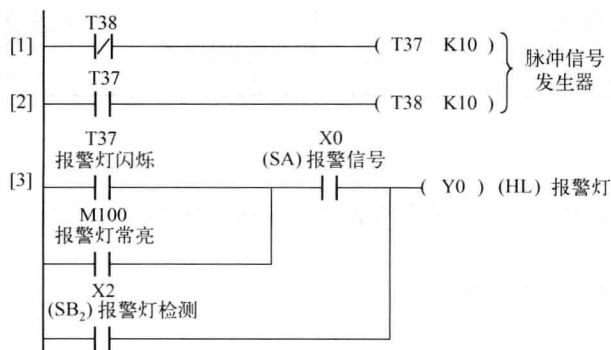 T38
[1] ( T37 K10 )
脉冲信号
发生器
T37
[2] ( T38 K10 )
T37
报警灯闪烁
X0
(SA) 报警信号
[3] ( Y0 ) (HL) 报警灯
M100
报警灯常亮
X2
(SB₂) 报警灯检测